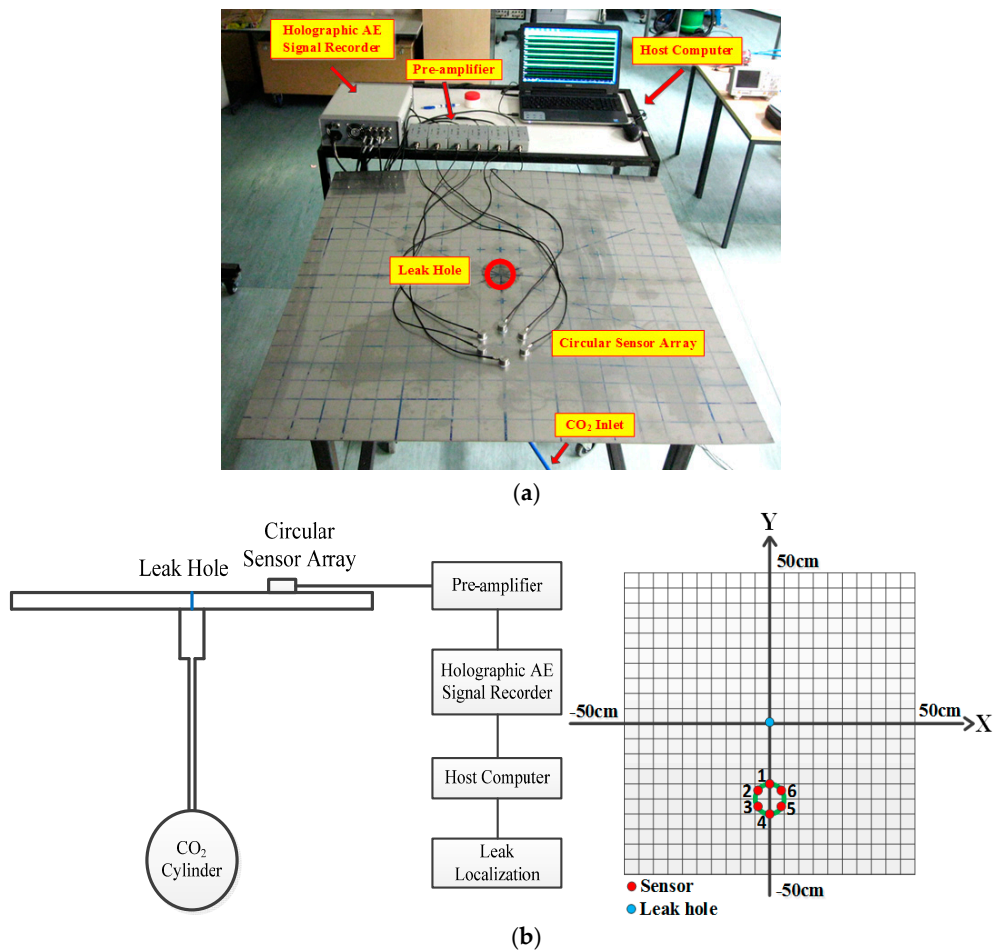 Holographic AE
Signal Recorder
Pre-amplifier
Host Computer
Leak Hole
Circular Sensor Array
CO₂ Inlet
(a)
Circular
Sensor Array
Leak Hole
Pre-amplifier
Holographic AE
Signal Recorder
Host Computer
Leak
Localization
CO₂
Cylinder
Y
50cm
-50cm
50cm
X
1
2
6
3
5
4
-50cm
Sensor
Leak hole
(b)